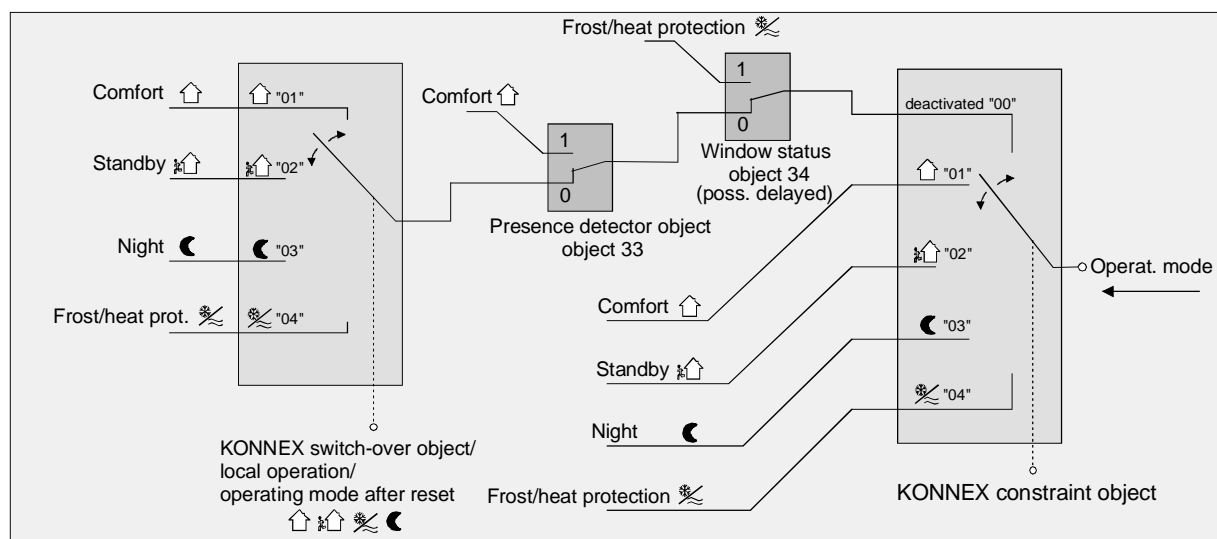 Comfort
"01"
Standby
"02"
Night
"03"
Frost/heat prot.
"04"
KONNEX switch-over object/
local operation/
operating mode after reset
Comfort
1
0
Presence detector object
object 33
Frost/heat protection
1
0
Window status
object 34
(poss. delayed)
deactivated "00"
"01"
"02"
"03"
"04"
Comfort
Standby
Night
Frost/heat protection
Operat. mode
KONNEX constraint object